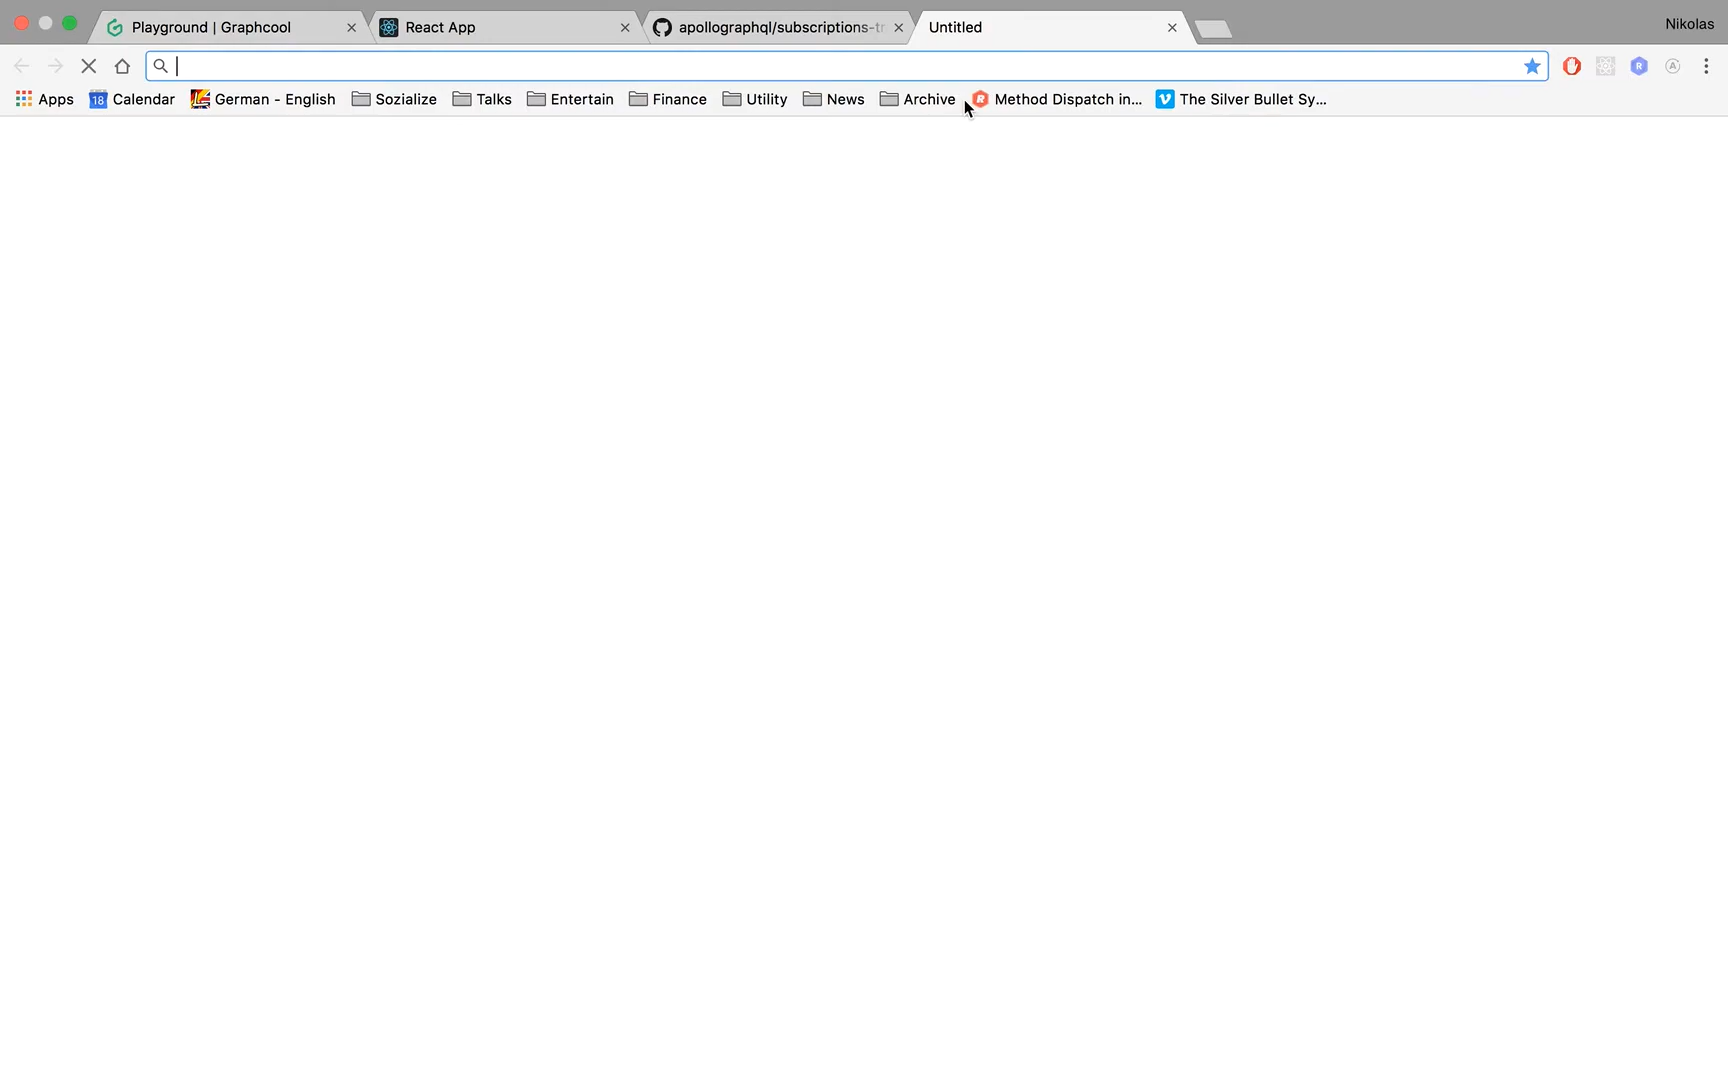 Playground | Graphcool
React App
apollographql/subscriptions-tr
Untitled
Nikolas
Apps
18 Calendar
German - English
Sozialize
Talks
Entertain
Finance
Utility
News
Archive
R Method Dispatch in...
The Silver Bullet Sy...
R
A